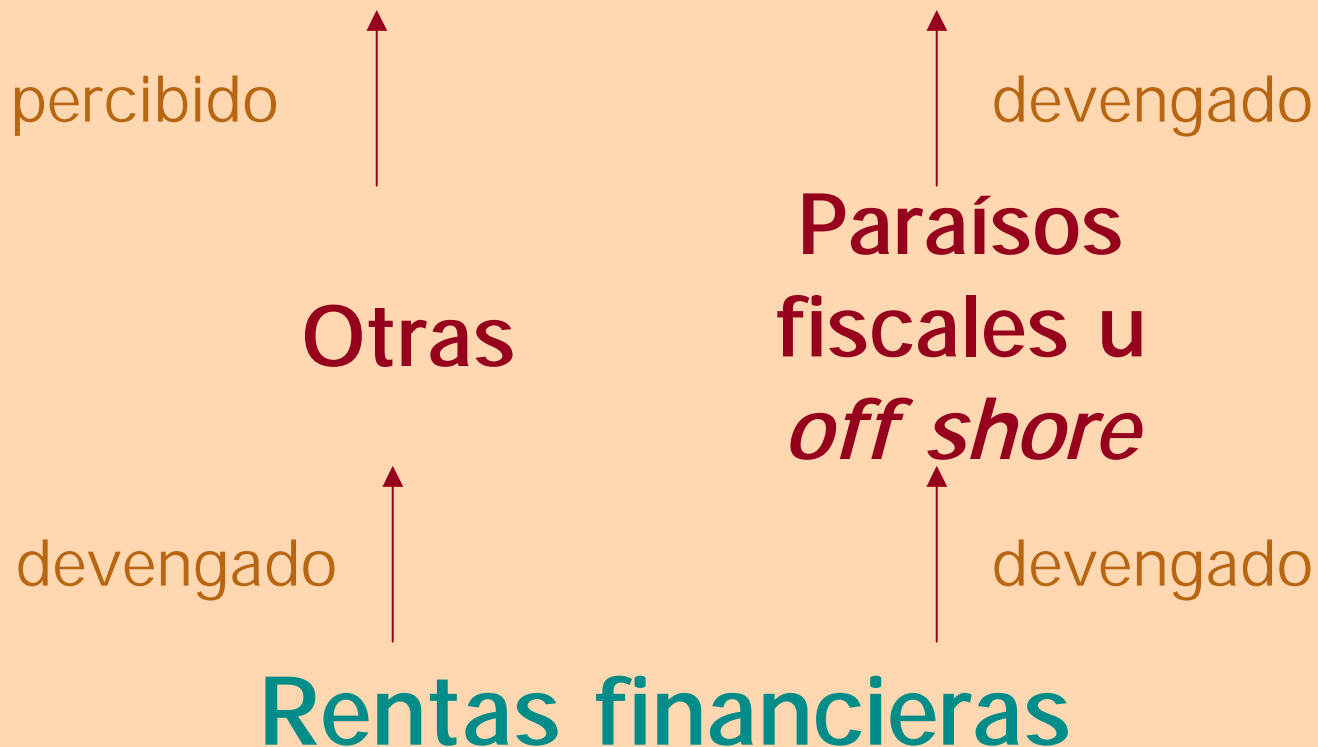 percibido
devengado
Otras
Paraísos
fiscales u
off shore
devengado
devengado
Rentas financieras